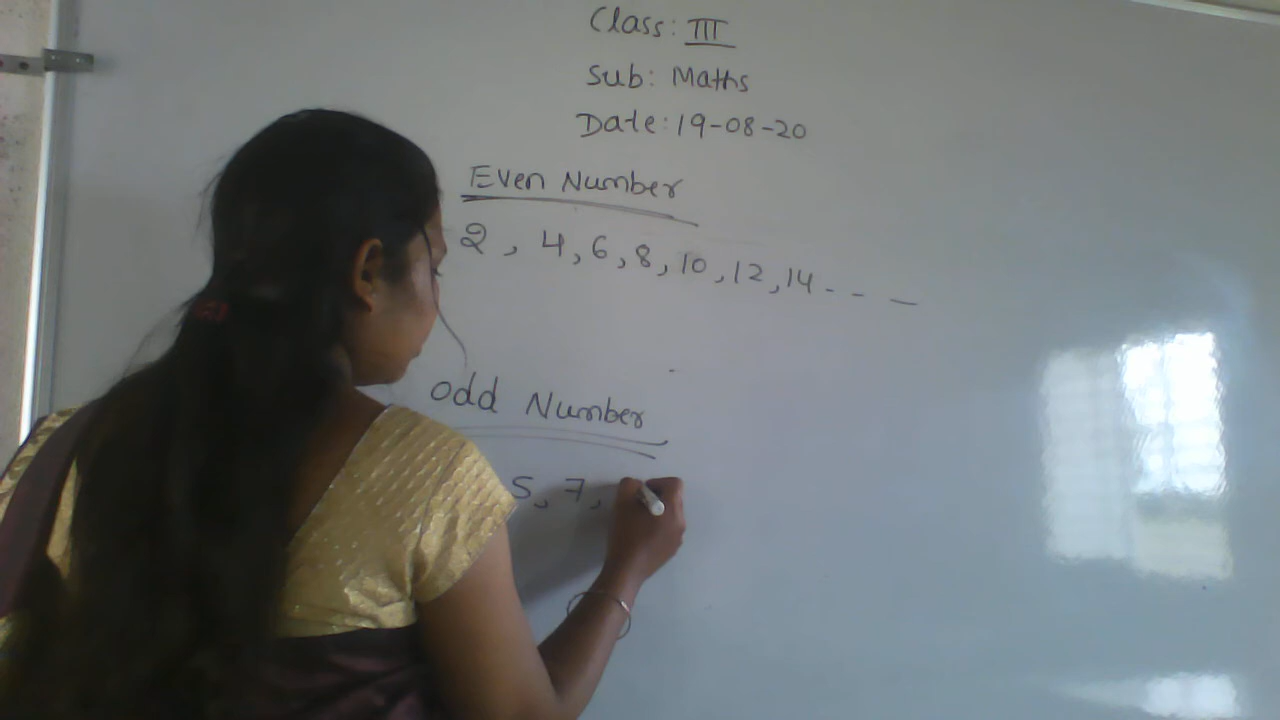 Class: III
Sub: Maths
Date: 19-08-20
Even Number
2, 4, 6, 8, 10, 12, 14 - - -
odd Number
5, 7,